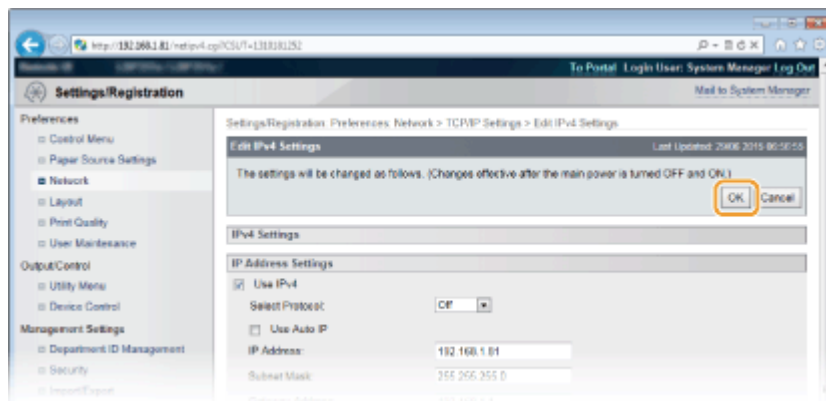 http://192.168.1.81/netipv4.cgi?CSUT=1318181252
To Portal Login User: System Manager Log Out
Settings/Registration
Mail to System Manager
Preferences
Control Menu
Paper Source Settings
Network
Layout
Print Quality
User Maintenance
Output/Control
Utility Menu
Device Control
Management Settings
Department ID Management
Security
Import/Export
Settings/Registration: Preferences: Network > TCP/IP Settings > Edit IPv4 Settings
Edit IPv4 Settings
Last Updated:
The settings will be changed as follows. (Changes effective after the main power is turned OFF and ON.)
OK Cancel
IPv4 Settings
IP Address Settings
Use IPv4
Select Protocol: Off
Use Auto IP
IP Address: 192.168.1.81
Subnet Mask: 255.255.255.0